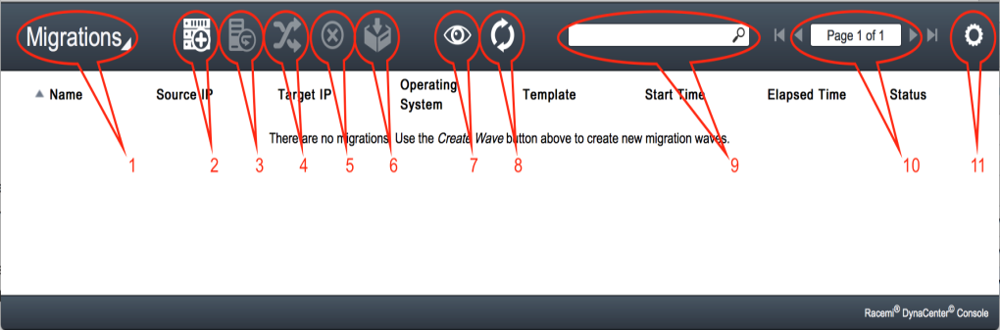 Migrations
Page 1 of 1
Name Source IP Target IP Operating System Template Start Time Elapsed Time Status
There are no migrations. Use the Create Wave button above to create new migration waves.
1 2 3 4 5 6 7 8 9 10 11
Racemi® DynaCenter© Console